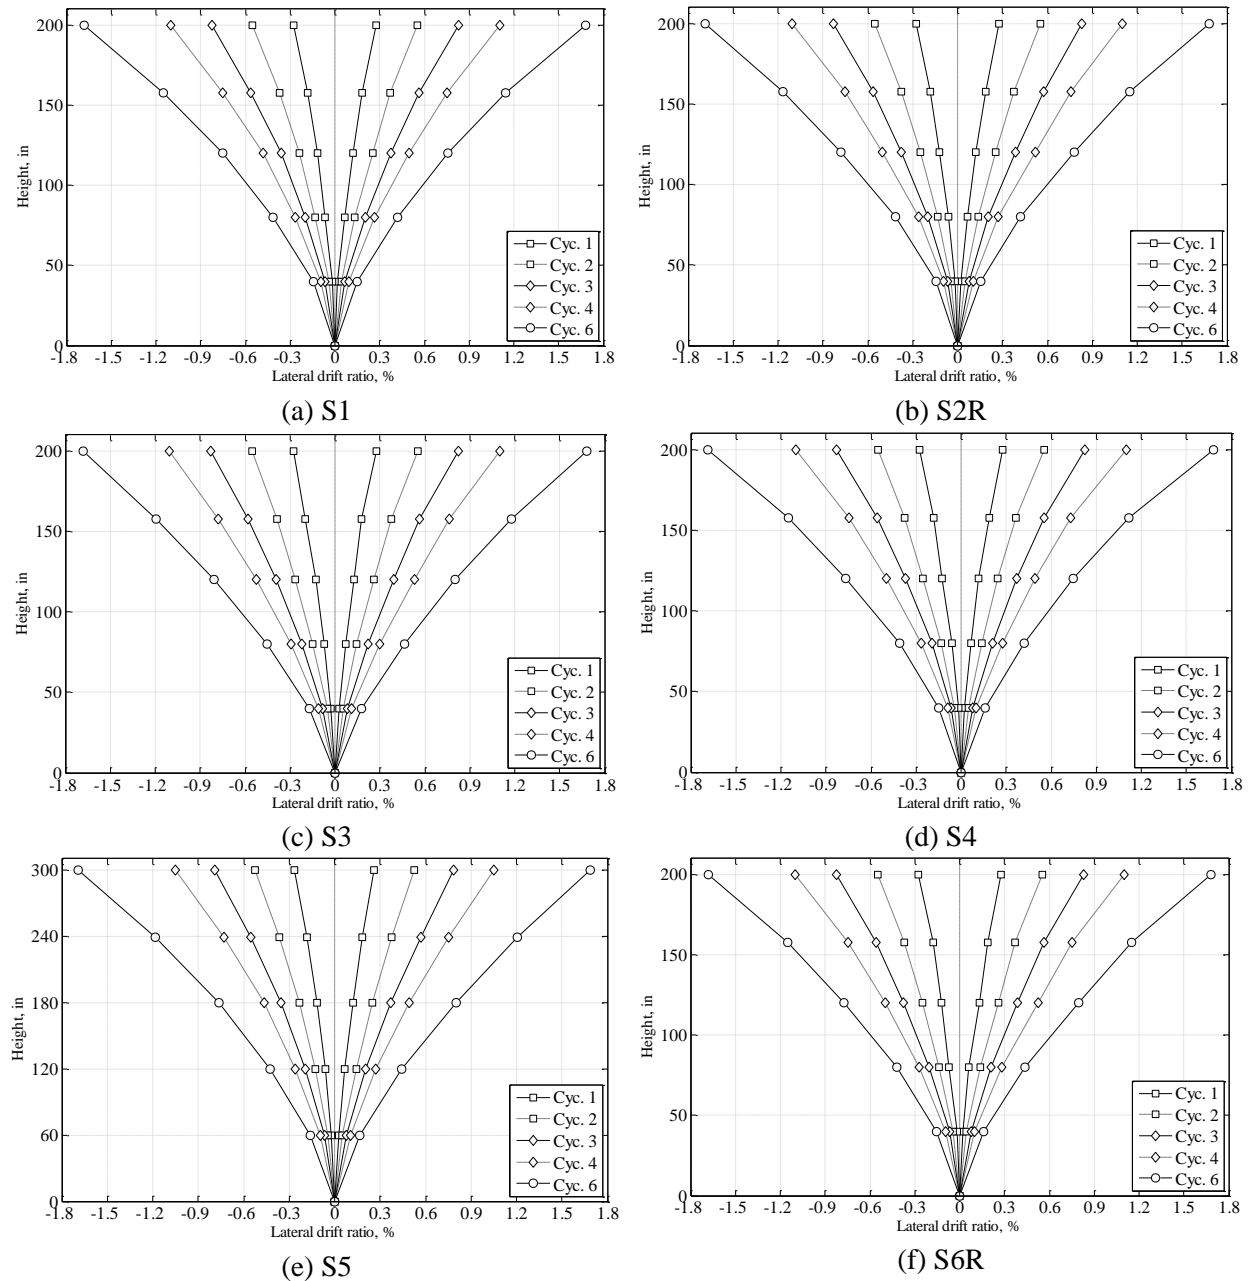 200
150
100
50
0
Height, in
-1.8 -1.5 -1.2 -0.9 -0.6 -0.3 0 0.3 0.6 0.9 1.2 1.5 1.8
Lateral drift ratio, %
Cyc. 1
Cyc. 2
Cyc. 3
Cyc. 4
Cyc. 6
(a) S1
200
150
100
50
0
Height, in
-1.8 -1.5 -1.2 -0.9 -0.6 -0.3 0 0.3 0.6 0.9 1.2 1.5 1.8
Lateral drift ratio, %
Cyc. 1
Cyc. 2
Cyc. 3
Cyc. 4
Cyc. 6
(b) S2R
200
150
100
50
0
Height, in
-1.8 -1.5 -1.2 -0.9 -0.6 -0.3 0 0.3 0.6 0.9 1.2 1.5 1.8
Lateral drift ratio, %
Cyc. 1
Cyc. 2
Cyc. 3
Cyc. 4
Cyc. 6
(c) S3
200
150
100
50
0
Height, in
-1.8 -1.5 -1.2 -0.9 -0.6 -0.3 0 0.3 0.6 0.9 1.2 1.5 1.8
Lateral drift ratio, %
Cyc. 1
Cyc. 2
Cyc. 3
Cyc. 4
Cyc. 6
(d) S4
300
240
180
120
60
0
Height, in
-1.8 -1.5 -1.2 -0.9 -0.6 -0.3 0 0.3 0.6 0.9 1.2 1.5 1.8
Lateral drift ratio, %
Cyc. 1
Cyc. 2
Cyc. 3
Cyc. 4
Cyc. 6
(e) S5
200
150
100
50
0
Height, in
-1.8 -1.5 -1.2 -0.9 -0.6 -0.3 0 0.3 0.6 0.9 1.2 1.5 1.8
Lateral drift ratio, %
Cyc. 1
Cyc. 2
Cyc. 3
Cyc. 4
Cyc. 6
(f) S6R